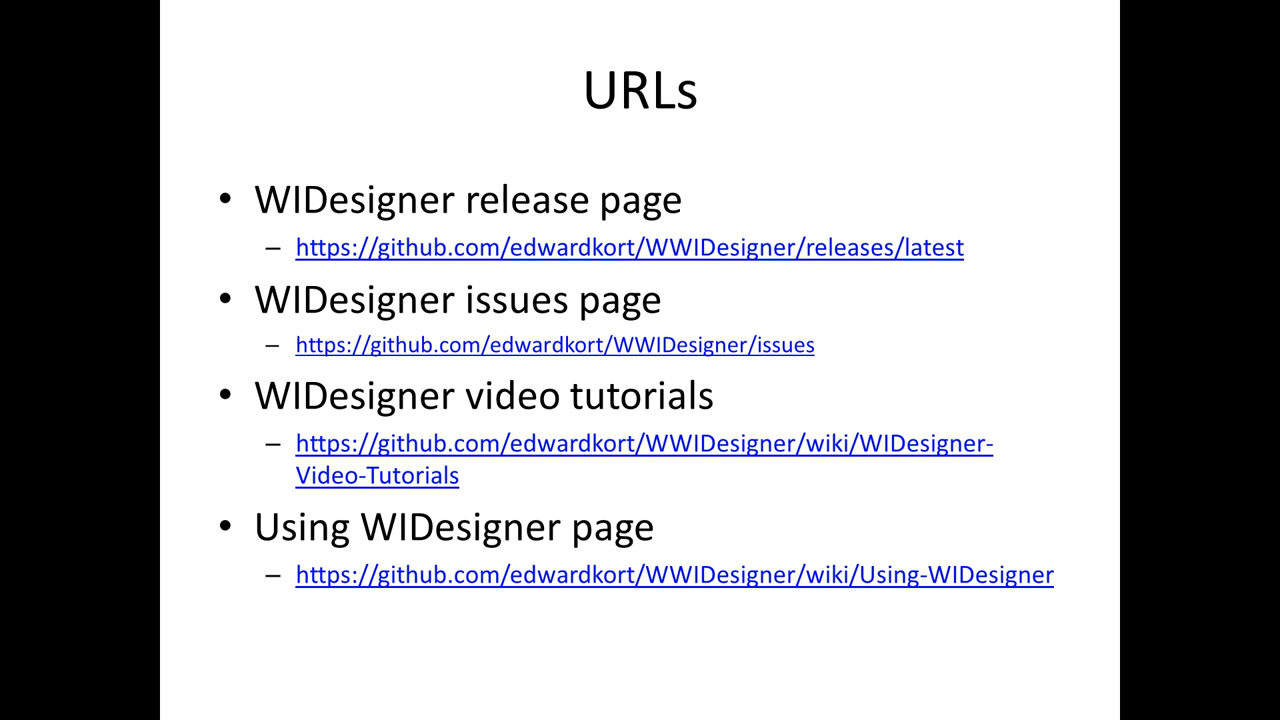 URLs
• WIDesigner release page
– https://github.com/edwardkort/WWIDesigner/releases/latest
• WIDesigner issues page
– https://github.com/edwardkort/WWIDesigner/issues
• WIDesigner video tutorials
– https://github.com/edwardkort/WWIDesigner/wiki/WIDesigner-
Video-Tutorials
• Using WIDesigner page
– https://github.com/edwardkort/WWIDesigner/wiki/Using-WIDesigner